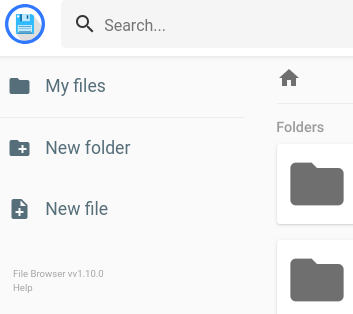 Search...
My files
New folder
New file
File Browser vv1.10.0
Help
Folders